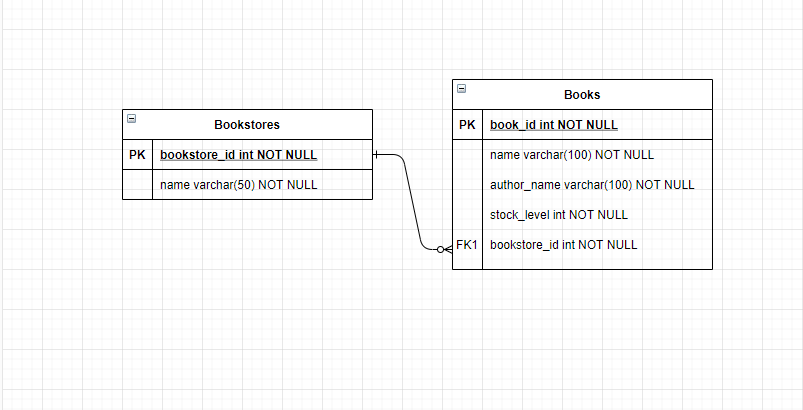 Bookstores
PK bookstore_id int NOT NULL
name varchar(50) NOT NULL
Books
PK book_id int NOT NULL
name varchar(100) NOT NULL
author_name varchar(100) NOT NULL
stock_level int NOT NULL
FK1 bookstore_id int NOT NULL